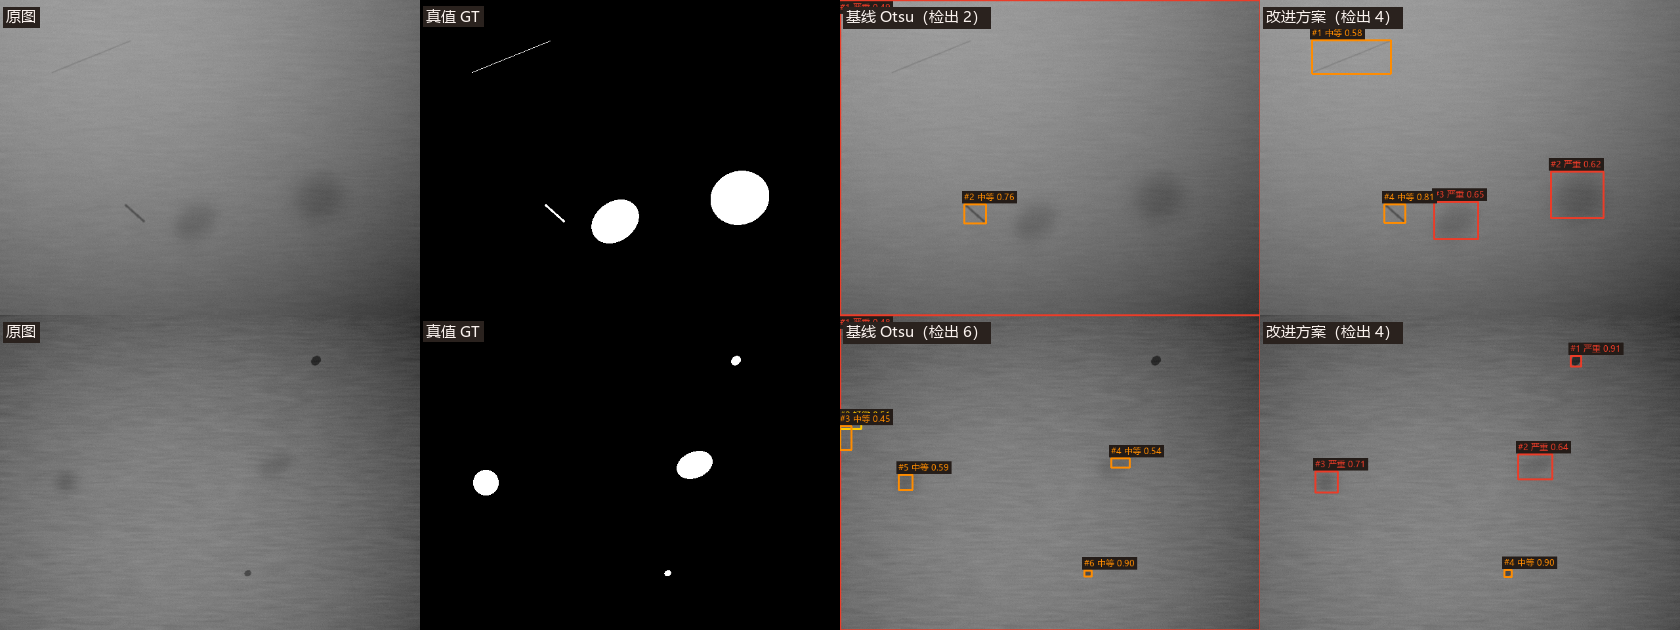 原图
真值 GT
基线 Otsu（检出 2）
改进方案（检出 4）
#1 中等 0.58
#2 严重 0.62
#2 中等 0.76
#4 中等 0.81
#3 严重 0.65
原图
真值 GT
基线 Otsu（检出 6）
改进方案（检出 4）
#1 严重 0.91
#3 中等 0.45
#4 中等 0.54
#2 严重 0.64
#5 中等 0.59
#3 严重 0.71
#6 中等 0.90
#4 中等 0.90